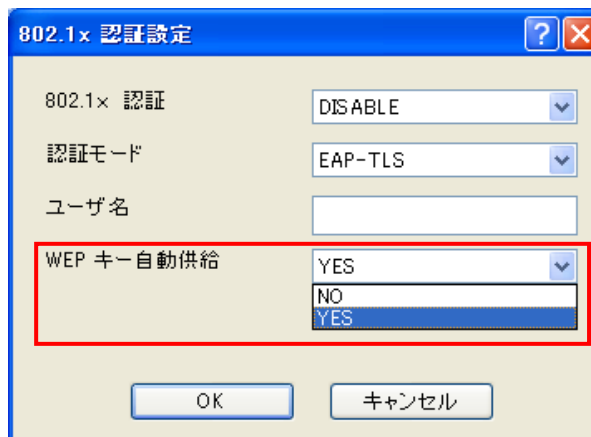 802.1x 認証設定
802.1x 認証
DISABLE
認証モード
EAP-TLS
ユーザ名
WEP キー自動供給
YES
NO
YES
OK
キャンセル